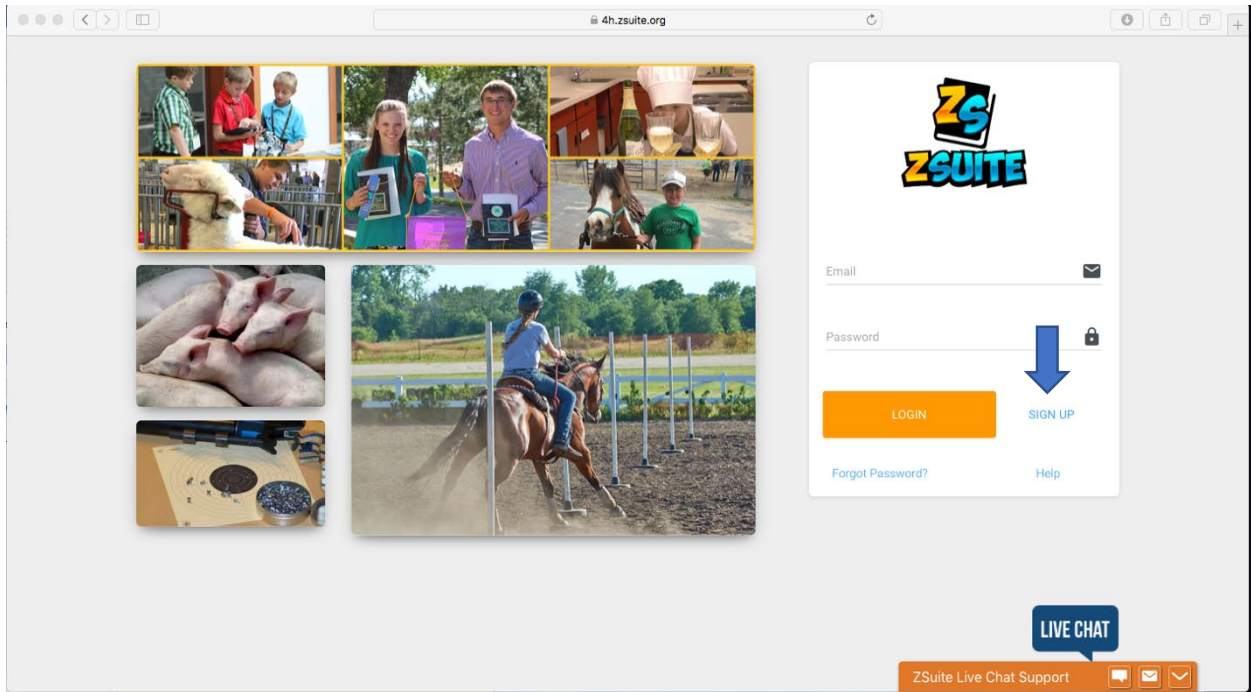 4h.zsuite.org
ZS
ZSUITE
Email
Password
LOGIN
SIGN UP
Forgot Password?
Help
LIVE CHAT
ZSuite Live Chat Support